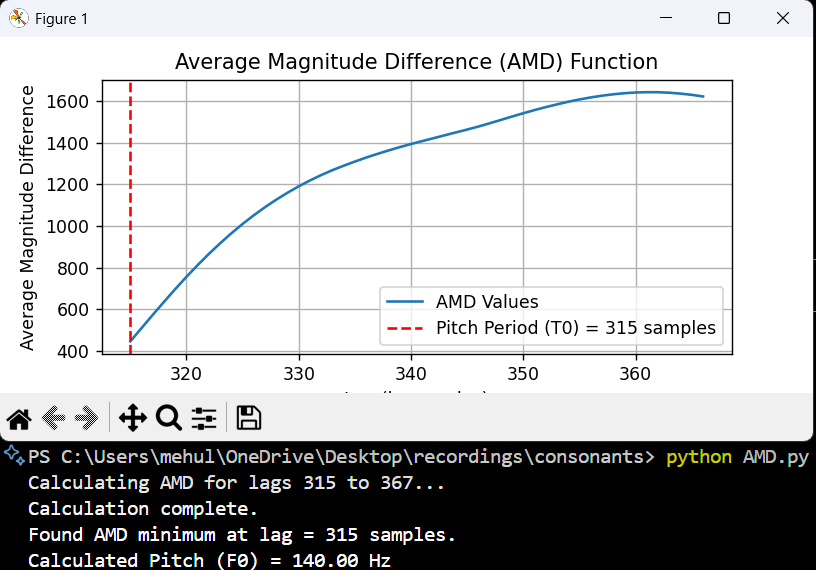 Figure 1
Average Magnitude Difference (AMD) Function
Average Magnitude Difference
1600
1400
1200
1000
800
600
400
AMD Values
Pitch Period (T0) = 315 samples
320 330 340 350 360
PS C:\Users\mehul\OneDrive\Desktop\recordings\consonants> python AMD.py
Calculating AMD for lags 315 to 367...
Calculation complete.
Found AMD minimum at lag = 315 samples.
Calculated Pitch (F0) = 140.00 Hz